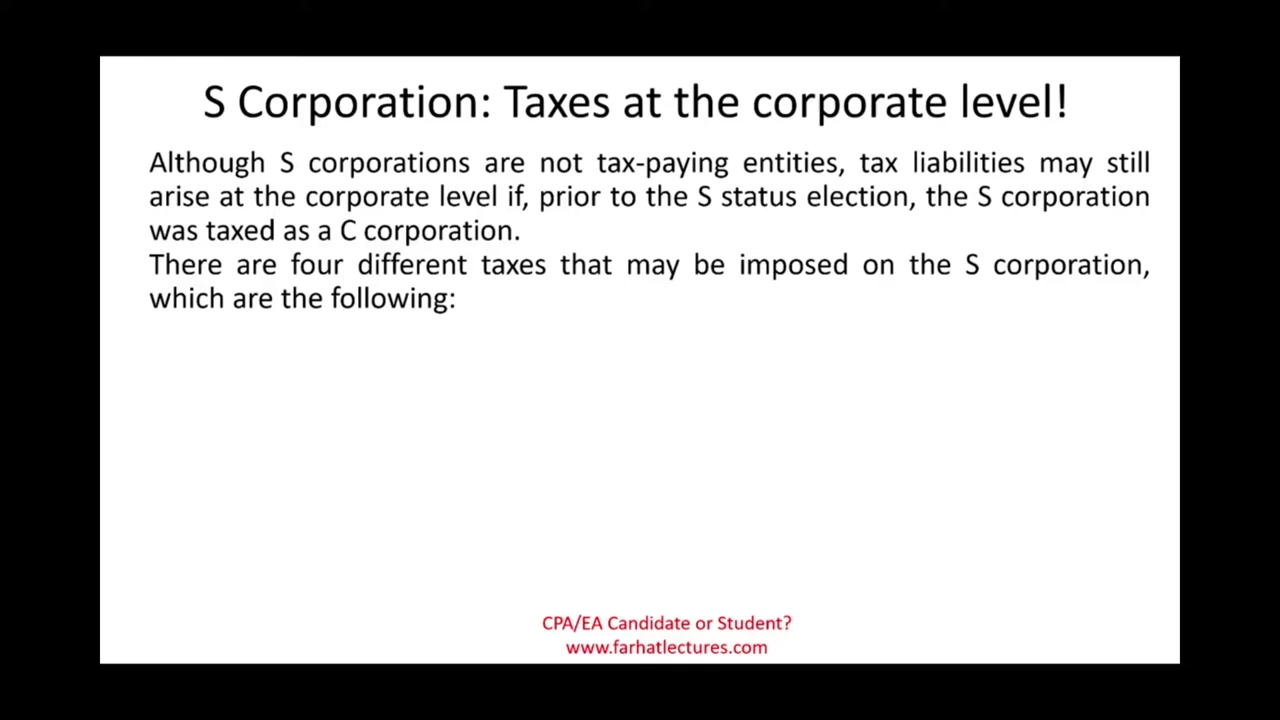 S Corporation: Taxes at the corporate level!
Although S corporations are not tax-paying entities, tax liabilities may still
arise at the corporate level if, prior to the S status election, the S corporation
was taxed as a C corporation.
There are four different taxes that may be imposed on the S corporation,
which are the following:
CPA/EA Candidate or Student?
www.farhatlectures.com